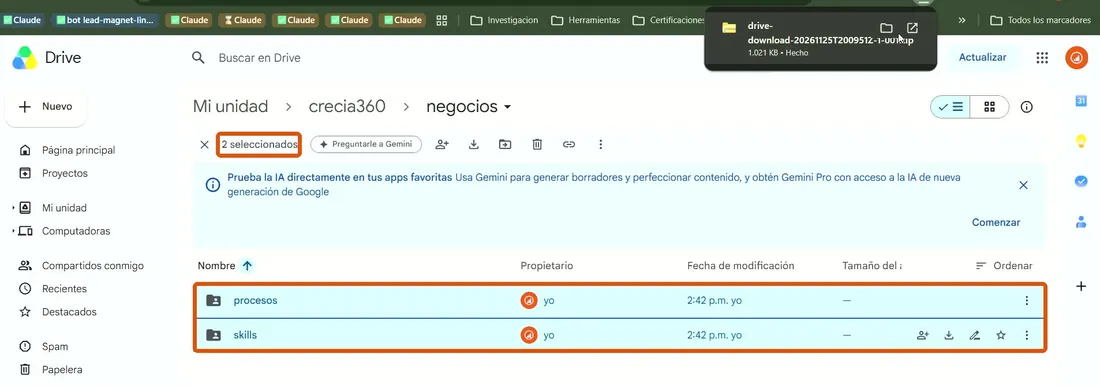 Claude
bot lead-magnet-lin...
Claude
Claude
Claude
Claude
Claude
Investigacion
Herramientas
Certificaciones
»
Todos los marcadores
drive-
1.021 KB • Hecho
Drive
Buscar en Drive
Actualizar
Nuevo
Mi unidad > crecia360 > negocios
2 seleccionados
Preguntarle a Gemini
Página principal
Proyectos
Mi unidad
Computadoras
Compartidos conmigo
Recientes
Destacados
Spam
Papelera
Prueba la IA directamente en tus apps favoritas Usa Gemini para generar borradores y perfeccionar contenido, y obtén Gemini Pro con acceso a la IA de nueva
generación de Google
Comenzar
Nombre Propietario Fecha de modificación Tamaño del Ordenar
procesos yo 2:42 p.m. yo —
skills yo 2:42 p.m. yo —
31